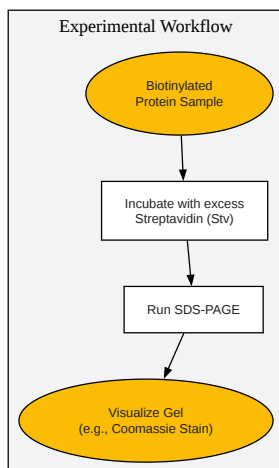 Experimental Workflow
Biotinylated
Protein Sample
Incubate with excess
Streptavidin (Stv)
Run SDS-PAGE
Visualize Gel
(e.g., Coomassie Stain)